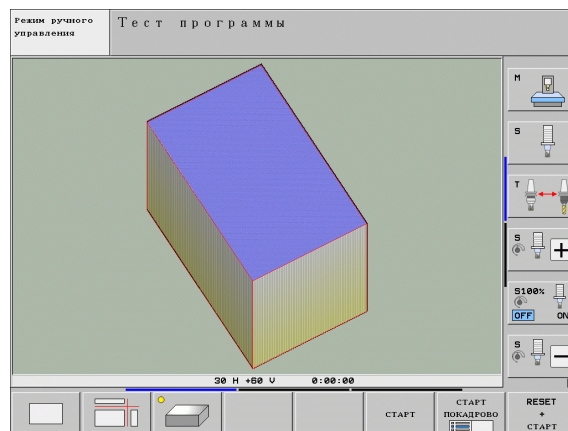 Режим ручного
управления
Тест программы
M
S
T
S
S100%
OFF ON
S
30 H +60 V 0:00:00
СТАРТ
СТАРТ
ПОКАДРОВО
RESET
+
СТАРТ